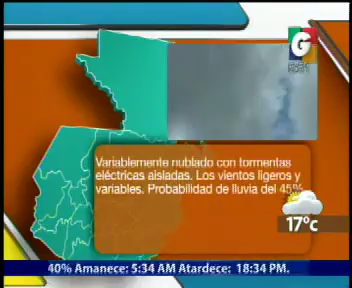 G
Variablemente nublado con tormentas
eléctricas aisladas. Los vientos ligeros y
variables. Probabilidad de lluvia del 45%
17°c
40% Amanece: 5:34 AM Atardece: 18:34 PM.